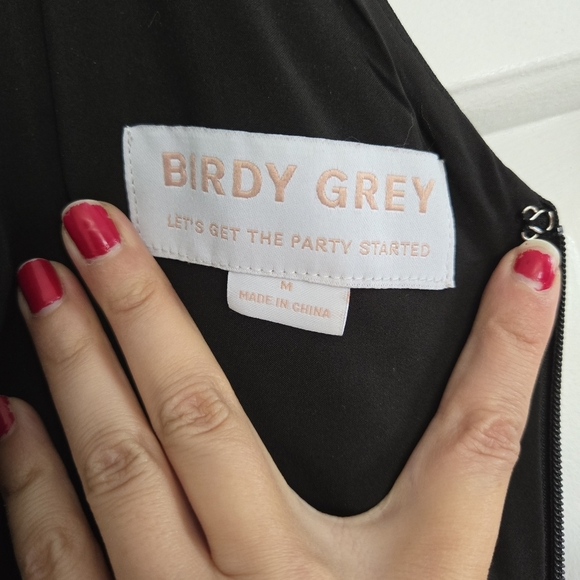 BIRDY GREY
LET'S GET THE PARTY STARTED
M
MADE IN CHINA